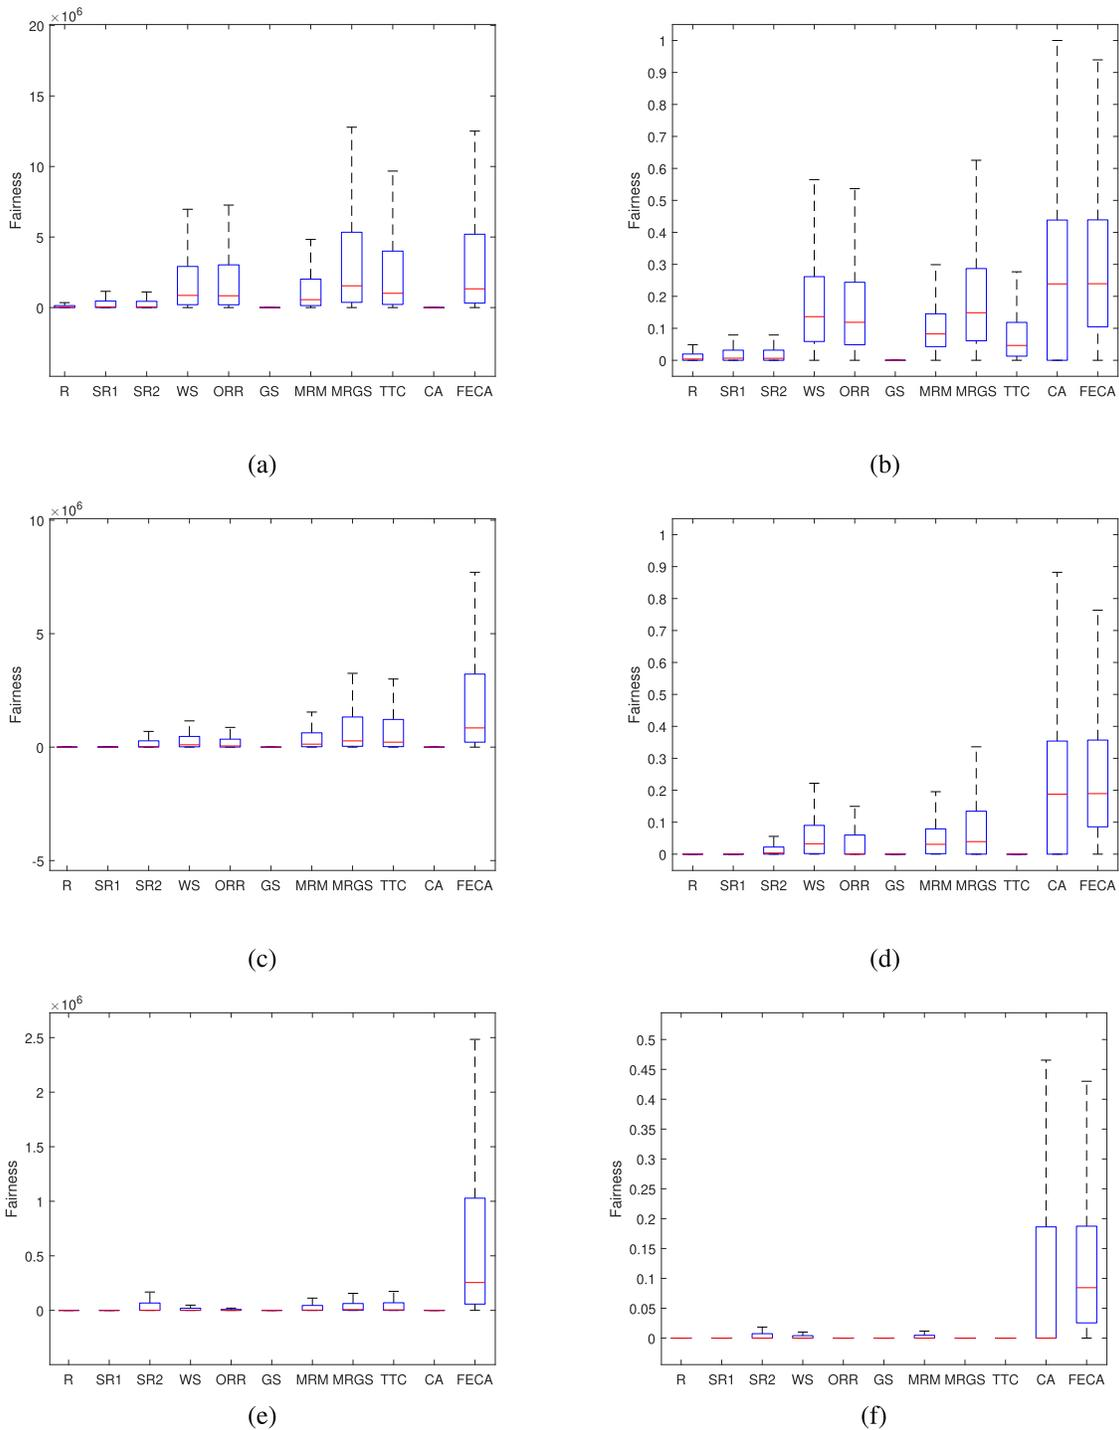 ×10⁶
20
15
10
5
0
Fairness
R SR1 SR2 WS ORR GS MRM MRGS TTC CA FECA
(a)
1
0.9
0.8
0.7
0.6
0.5
0.4
0.3
0.2
0.1
0
Fairness
R SR1 SR2 WS ORR GS MRM MRGS TTC CA FECA
(b)
×10⁶
10
5
0
-5
Fairness
R SR1 SR2 WS ORR GS MRM MRGS TTC CA FECA
(c)
1
0.9
0.8
0.7
0.6
0.5
0.4
0.3
0.2
0.1
0
Fairness
R SR1 SR2 WS ORR GS MRM MRGS TTC CA FECA
(d)
×10⁶
2.5
2
1.5
1
0.5
0
Fairness
R SR1 SR2 WS ORR GS MRM MRGS TTC CA FECA
(e)
0.5
0.45
0.4
0.35
0.3
0.25
0.2
0.15
0.1
0.05
0
Fairness
R SR1 SR2 WS ORR GS MRM MRGS TTC CA FECA
(f)